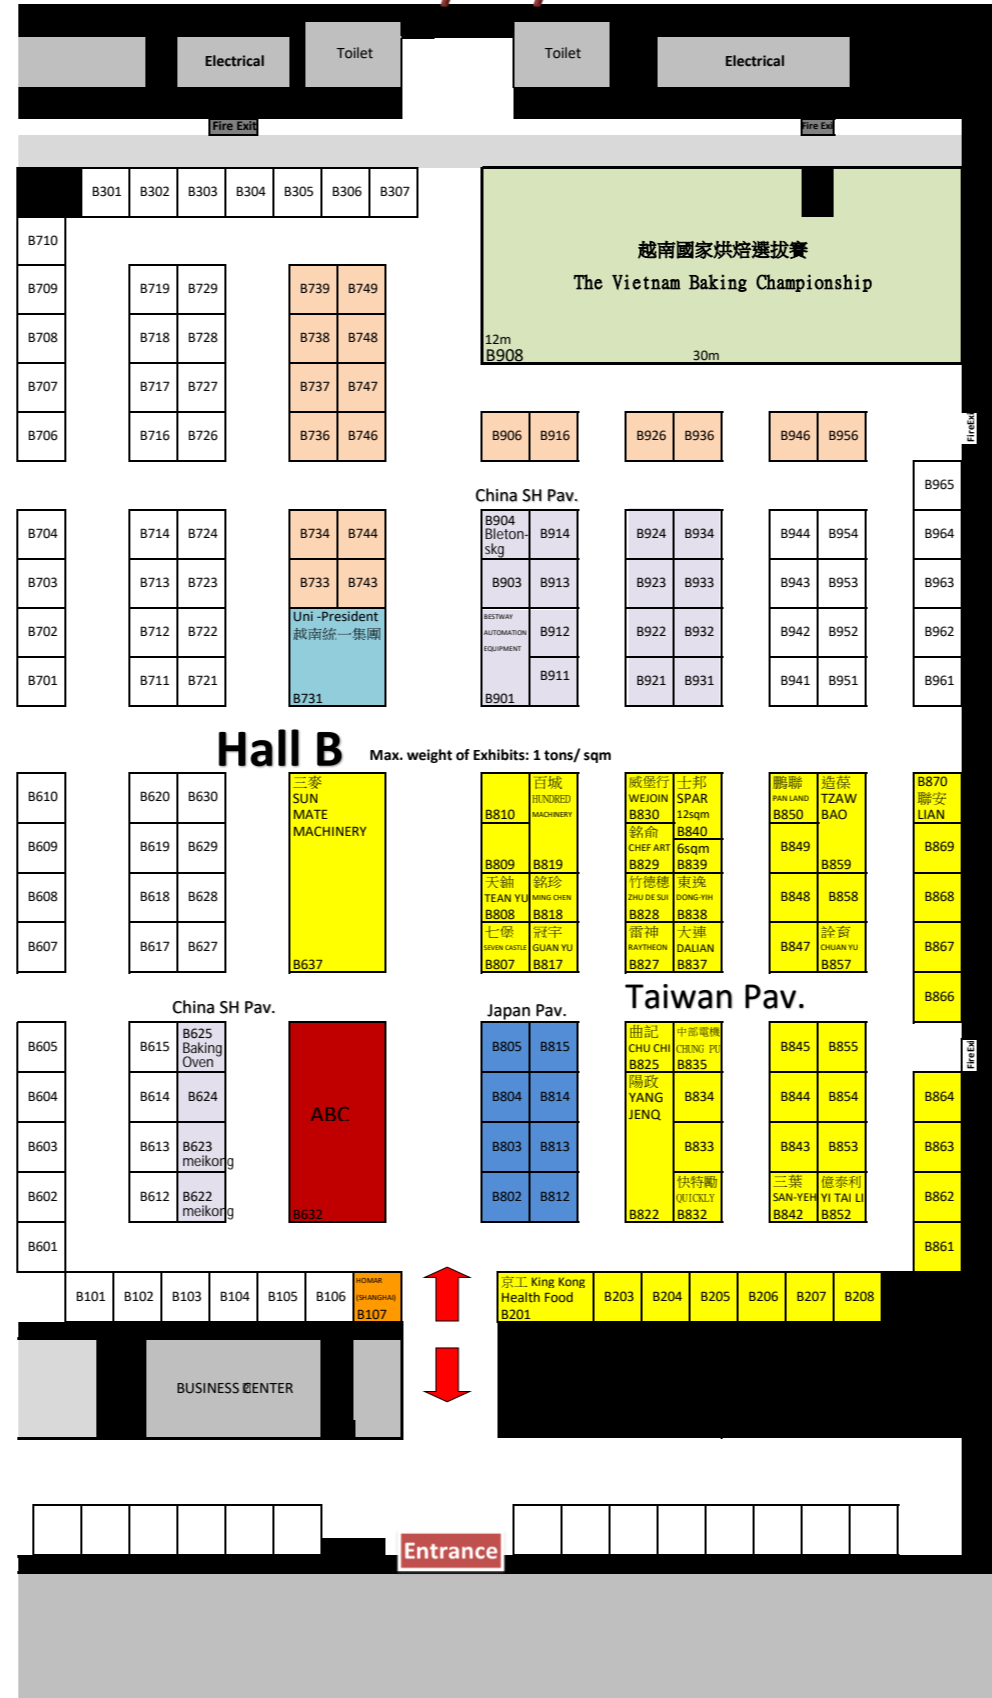 Electrical
Toilet
Toilet
Electrical
Fire Exit
Fire Exi
B301 B302 B303 B304 B305 B306 B307
B710
越南國家烘焙選拔賽
The Vietnam Baking Championship
B709 B719 B729 B739 B749
B708 B718 B728 B738 B748
12m
B908
30m
B707 B717 B727 B737 B747
B706 B716 B726 B736 B746 B906 B916 B926 B936 B946 B956
FireExi
B965
China SH Pav.
B704 B714 B724 B734 B744
B904
Bleton-
skg
B914 B924 B934 B944 B954 B964
B703 B713 B723 B733 B743 B903 B913 B923 B933 B943 B953 B963
B702 B712 B722
Uni -President
越南統一集團
B731
BESTWAY
AUTOMATION
EQUIPMENT
B901
B912 B922 B932 B942 B952 B962
B701 B711 B721 B911 B921 B931 B941 B951 B961
Hall B
Max. weight of Exhibits: 1 tons/ sqm
B610 B620 B630
三麥
SUN
MATE
MACHINERY
B637
B810
B809
百城
HUNDRED
MACHINERY
B819
威堡行
WEJOIN
B830
士邦
SPAR
12sqm
B840
鵬聯
PAN LAND
B850
造葆
TZAW
BAO
B859
B870
聯安
LIAN
B609 B619 B629
銘俞
CHEF ART
B829
6sqm
B839
B849
B869
B608 B618 B628
天鈾
TEAN YU
B808
銘珍
MING CHEN
B818
竹德穗
ZHU DE SUI
B828
東逸
DONG-YIH
B838
B848 B858 B868
B607 B617 B627
七堡
SEVEN CASTLE
B807
冠宇
GUAN YU
B817
雷神
RAYTHEON
B827
大連
DALIAN
B837
B847
詮育
CHUAN YU
B857
B867
B866
China SH Pav.
Japan Pav.
Taiwan Pav.
B605 B615
B625
Baking
Oven
ABC
B632
B805 B815
曲記
CHU CHI
B825
中部電機
CHUNG PU
B835
B845 B855
FireExi
B604 B614 B624 B804 B814
陽政
YANG
JENQ
B822
B834 B844 B854 B864
B603 B613
B623
meikong
B803 B813 B833 B843 B853 B863
B602 B612
B622
meikong
B802 B812
快特勵
QUICKLY
B832
三葉
SAN-YEH
B842
億泰利
YI TAI LI
B852
B862
B601
B861
B101 B102 B103 B104 B105 B106
HOMAR
(SHANGHAI)
B107
京工 King Kong
Health Food
B201
B203 B204 B205 B206 B207 B208
BUSINESS CENTER
Entrance